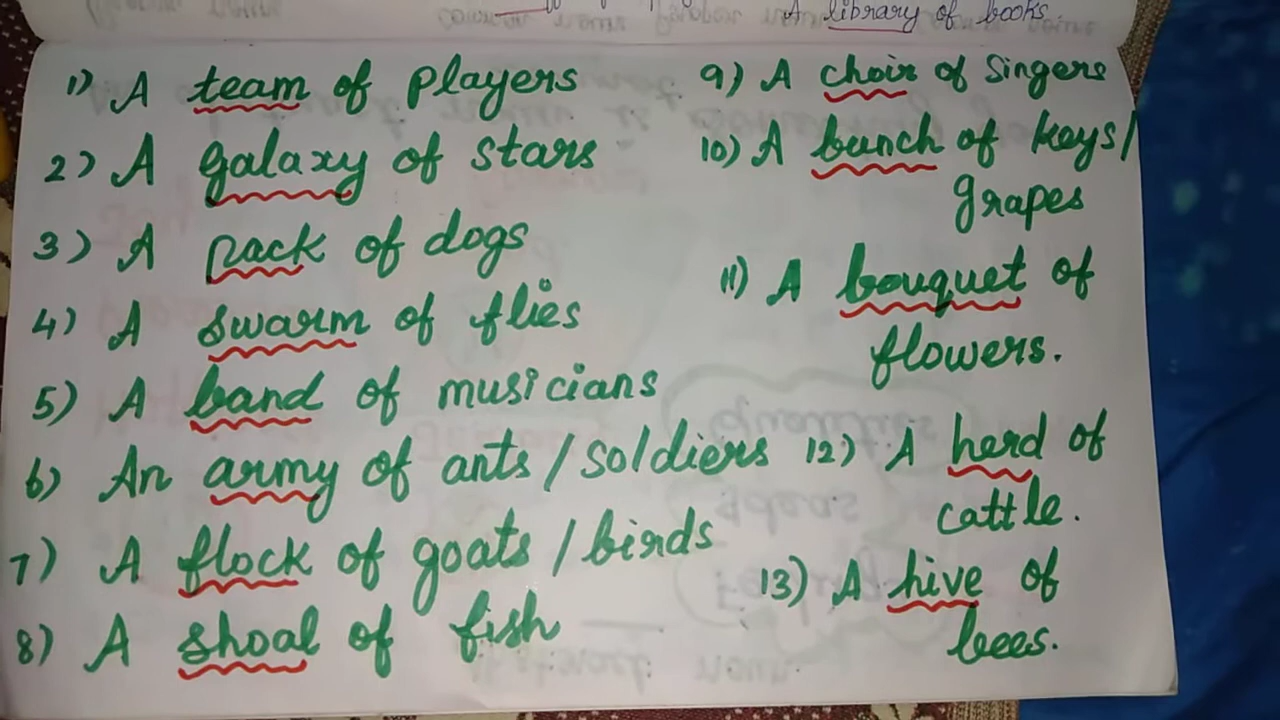 A library of books
1) A team of players
2) A galaxy of stars
3) A pack of dogs
4) A swarm of flies
5) A band of musicians
6) An army of ants / soldiers
7) A flock of goats / birds
8) A shoal of fish
9) A choir of singers
10) A bunch of keys /
grapes
11) A bouquet of
flowers.
12) A herd of
cattle.
13) A hive of
bees.